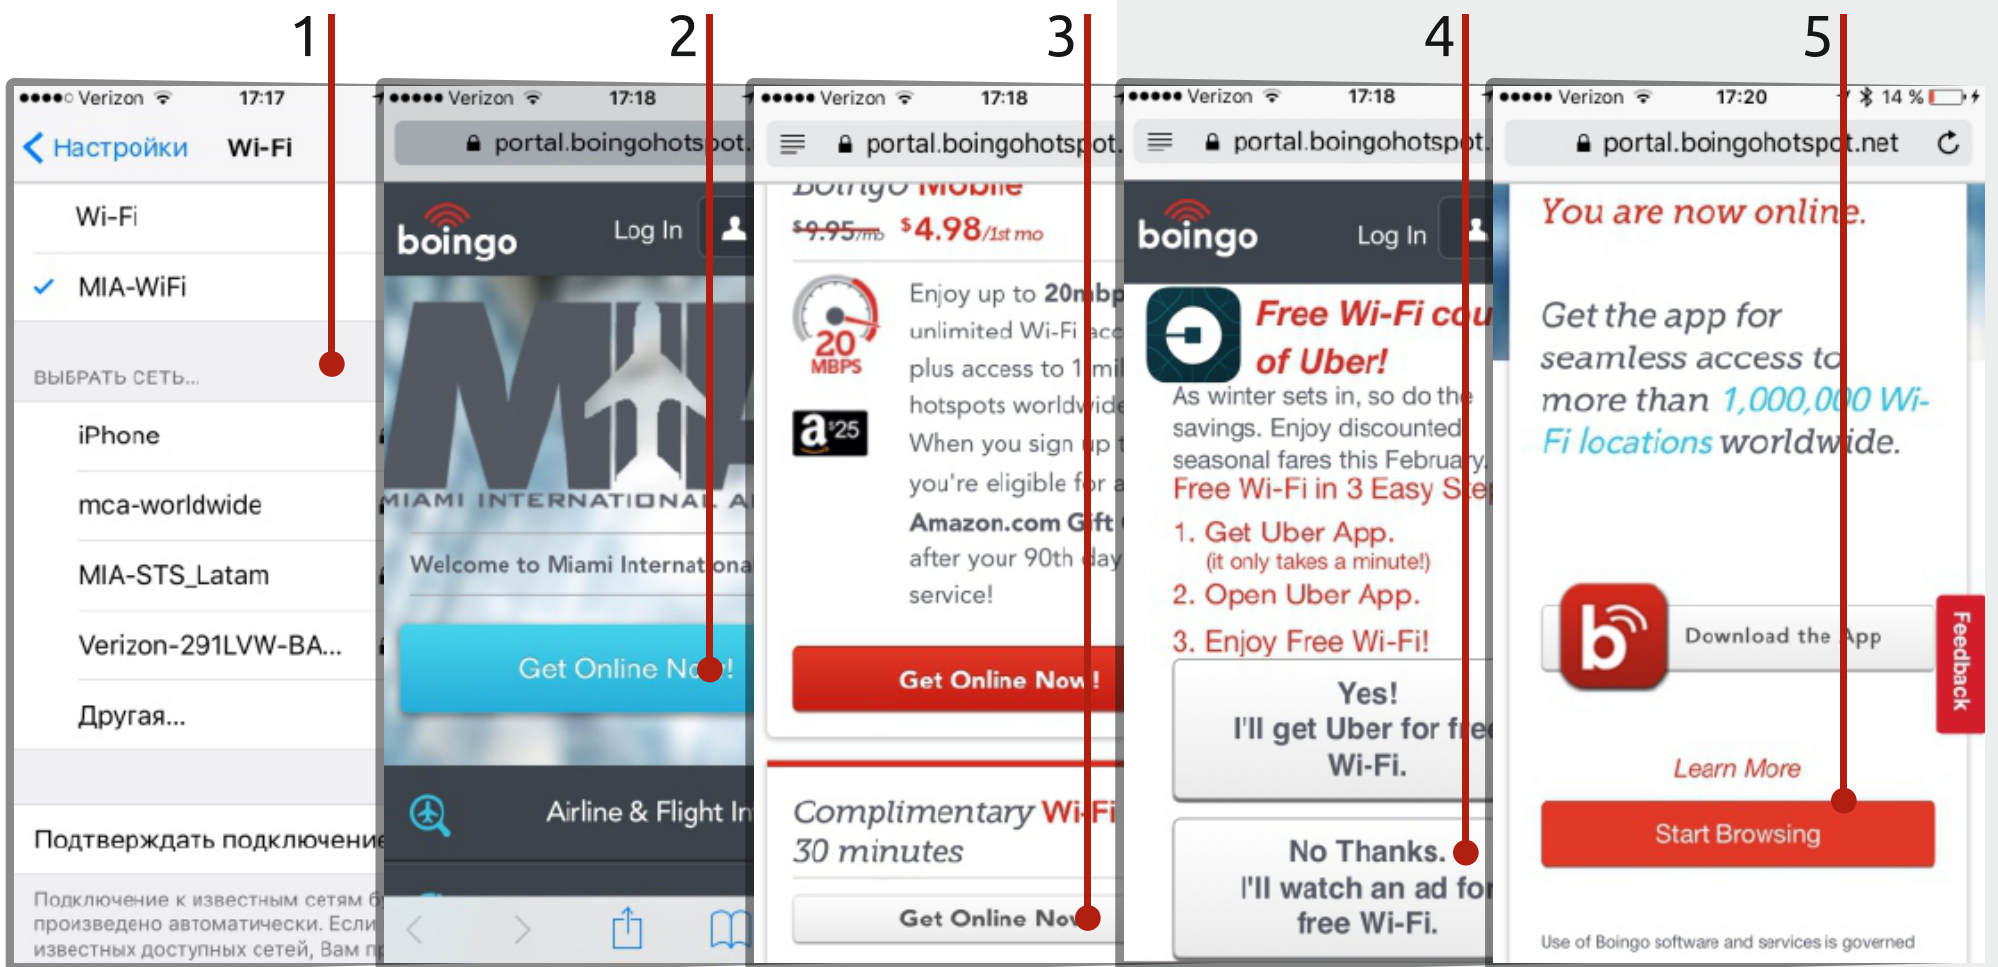 1
2
3
4
5
Verizon 17:17
Настройки Wi-Fi
Wi-Fi
MIA-WiFi
ВЫБРАТЬ СЕТЬ...
iPhone
mca-worldwide
MIA-STS_Latam
Verizon-291LVW-BA...
Другая...
Подтверждать подключение
Подключение к известным сетям б
произведено автоматически. Если
известных доступных сетей, Вам п
Verizon 17:18
portal.boingohotspot.
boingo
Log In
MIA
MIAMI INTERNATIONAL A
Welcome to Miami Internationa
Get Online Now!
Airline & Flight In
Verizon 17:18
portal.boingohotspot.
Boingo Mobile
$9.95/mo $4.98/1st mo
20
MBPS
a $25
Enjoy up to 20mbp
unlimited Wi-Fi acc
plus access to 1 mil
hotspots worldwide
When you sign up t
you're eligible for a
Amazon.com Gift
after your 90th day
service!
Get Online Now!
Complimentary Wi-Fi
30 minutes
Get Online Now
Verizon 17:18
portal.boingohotspot.
boingo
Log In
Free Wi-Fi cou
of Uber!
As winter sets in, so do the
savings. Enjoy discounted
seasonal fares this February.
Free Wi-Fi in 3 Easy Step
1. Get Uber App.
(it only takes a minute!)
2. Open Uber App.
3. Enjoy Free Wi-Fi!
Yes!
I'll get Uber for free
Wi-Fi.
No Thanks.
I'll watch an ad for
free Wi-Fi.
Verizon 17:20 14 %
portal.boingohotspot.net
You are now online.
Get the app for
seamless access to
more than 1,000,000 Wi-
Fi locations worldwide.
b
Download the App
Feedback
Learn More
Start Browsing
Use of Boingo software and services is governed